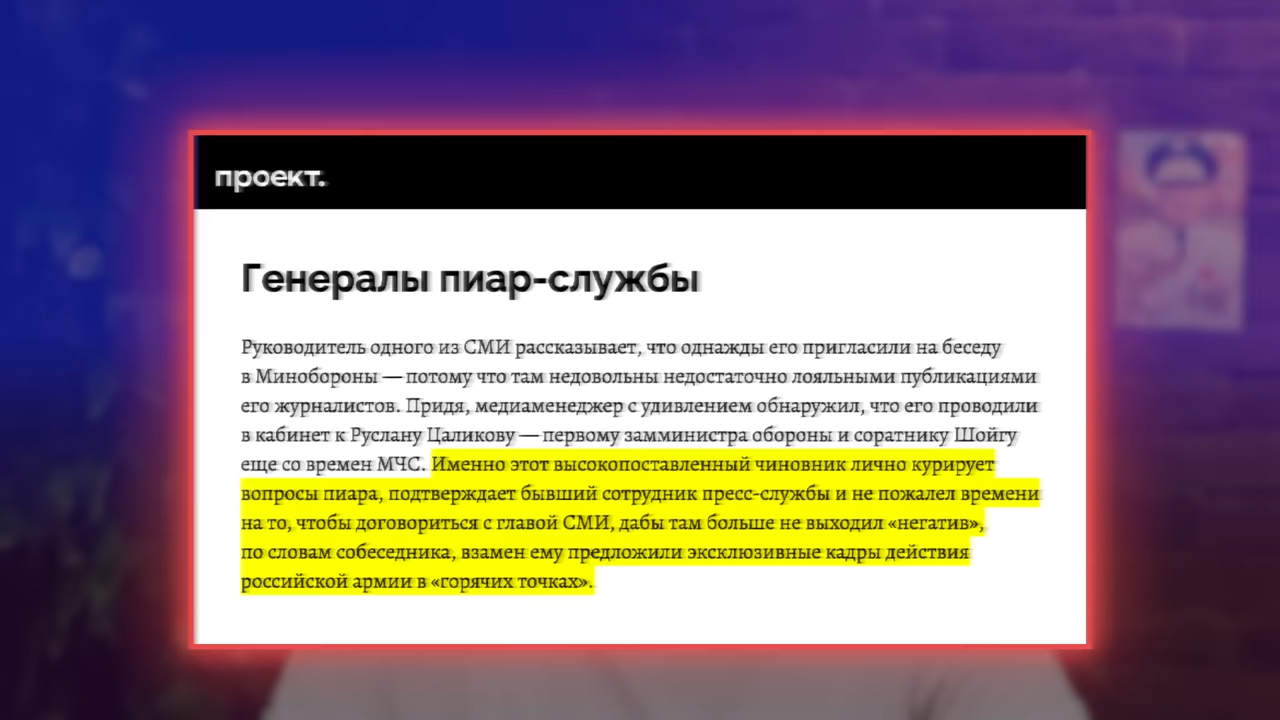 проект.
Генералы пиар-службы
Руководитель одного из СМИ рассказывает, что однажды его пригласили на беседу
в Минобороны — потому что там недовольны недостаточно лояльными публикациями
его журналистов. Придя, медиаменеджер с удивлением обнаружил, что его проводили
в кабинет к Руслану Цаликову — первому замминистра обороны и соратнику Шойгу
еще со времен МЧС. Именно этот высокопоставленный чиновник лично курирует
вопросы пиара, подтверждает бывший сотрудник пресс-службы и не пожалел времени
на то, чтобы договориться с главой СМИ, дабы там больше не выходил «негатив»,
по словам собеседника, взамен ему предложили эксклюзивные кадры действия
российской армии в «горячих точках».